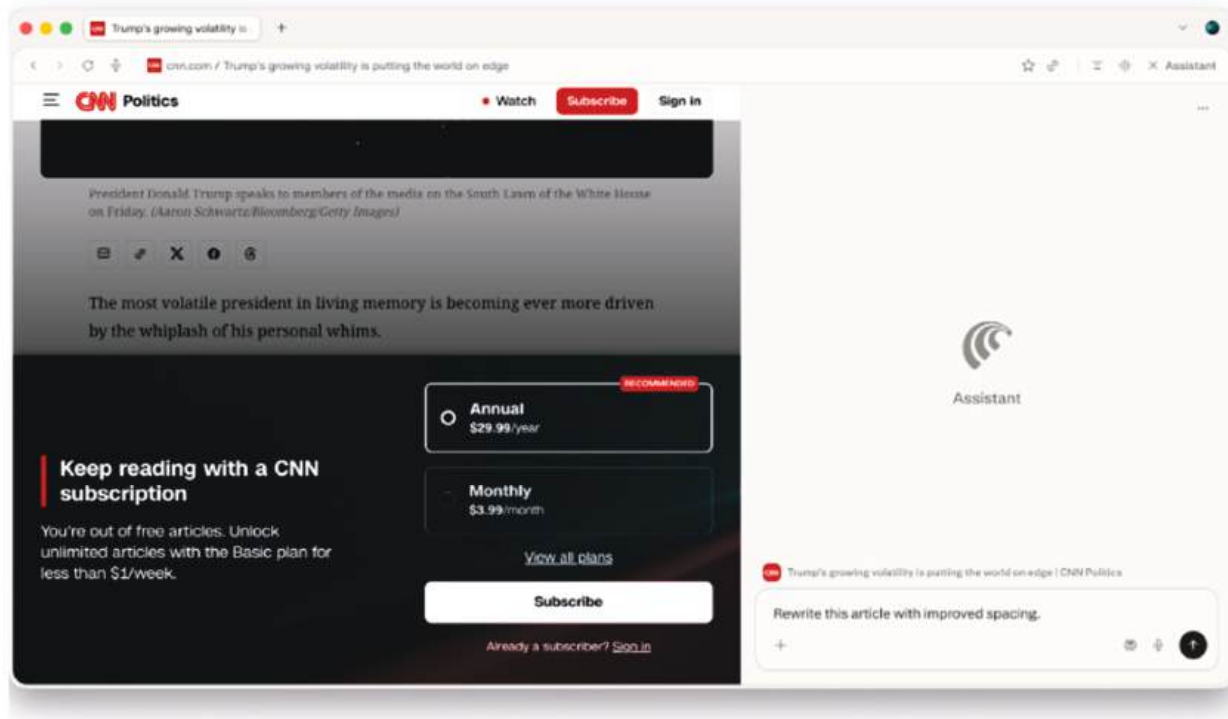 CNN Trump's growing volatility is
+
CNN cnn.com / Trump's growing volatility is putting the world on edge
Assistant
CNN Politics
Watch
Subscribe
Sign in
President Donald Trump speaks to members of the media on the South Lawn of the White House
on Friday. (Aaron Schwartz/Bloomberg/Getty Images)
The most volatile president in living memory is becoming ever more driven
by the whiplash of his personal whims.
Keep reading with a CNN
subscription
You're out of free articles. Unlock
unlimited articles with the Basic plan for
less than $1/week.
RECOMMENDED
Annual
$29.99/year
Monthly
$3.99/month
View all plans
Subscribe
Already a subscriber? Sign in
Assistant
CNN Trump's growing volatility is putting the world on edge | CNN Politics
Rewrite this article with improved spacing.
+